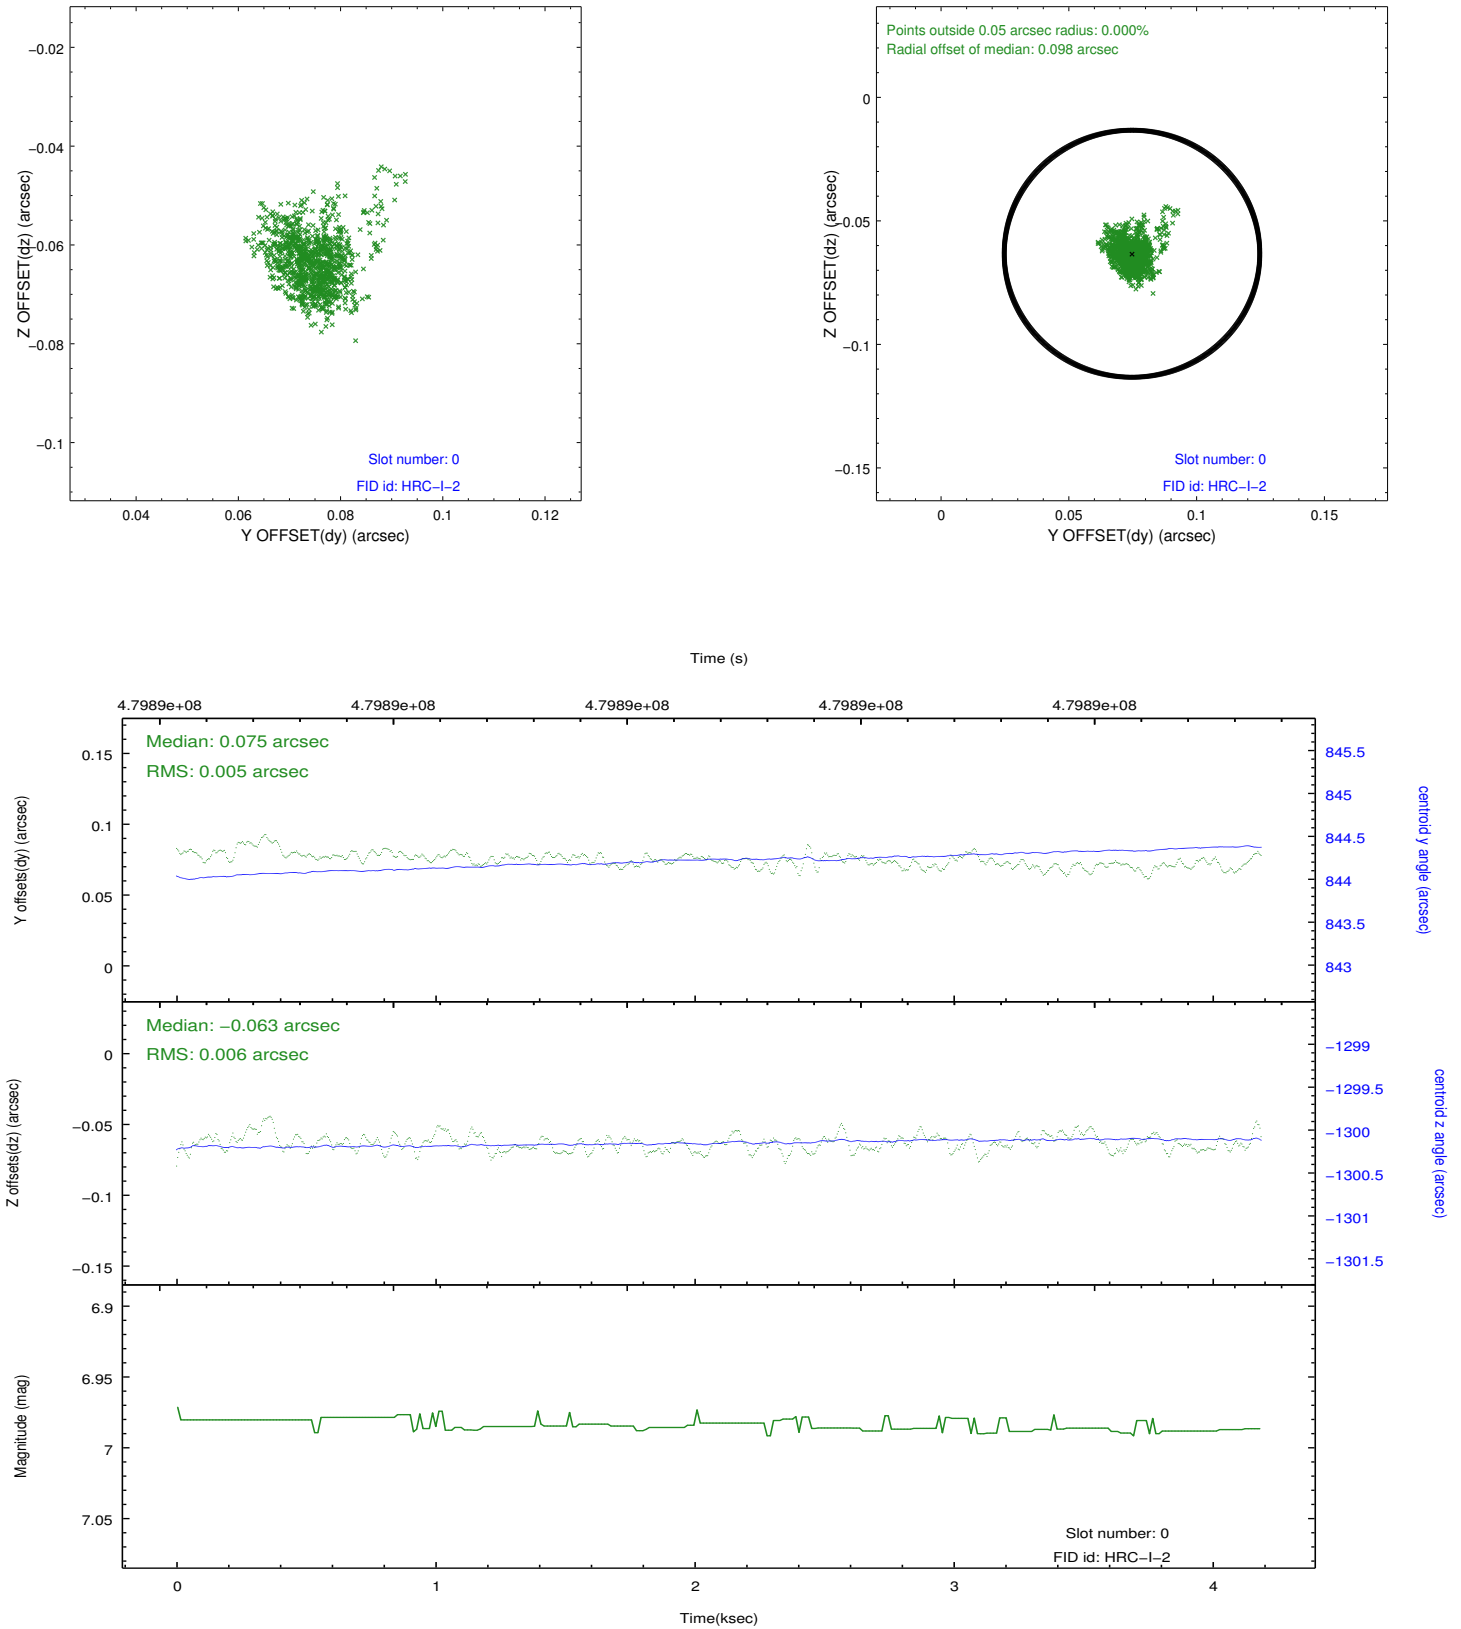 −0.02
−0.04
−0.06
−0.08
−0.1
Z OFFSET(dz) (arcsec)
Slot number: 0
FID id: HRC−I−2
0.04 0.06 0.08 0.1 0.12
Y OFFSET(dy) (arcsec)
Points outside 0.05 arcsec radius: 0.000%
Radial offset of median: 0.098 arcsec
0
−0.05
−0.1
−0.15
Z OFFSET(dz) (arcsec)
Slot number: 0
FID id: HRC−I−2
0 0.05 0.1 0.15
Y OFFSET(dy) (arcsec)
Time (s)
4.7989e+08 4.7989e+08 4.7989e+08 4.7989e+08 4.7989e+08
Median: 0.075 arcsec
RMS: 0.005 arcsec
0.15
0.1
0.05
0
Y offsets(dy) (arcsec)
845.5
845
844.5
844
843.5
843
centroid y angle (arcsec)
Median: −0.063 arcsec
RMS: 0.006 arcsec
0
−0.05
−0.1
−0.15
Z offsets(dz) (arcsec)
−1299
−1299.5
−1300
−1300.5
−1301
−1301.5
centroid z angle (arcsec)
6.9
6.95
7
7.05
Magnitude (mag)
Slot number: 0
FID id: HRC−I−2
0 1 2 3 4
Time(ksec)